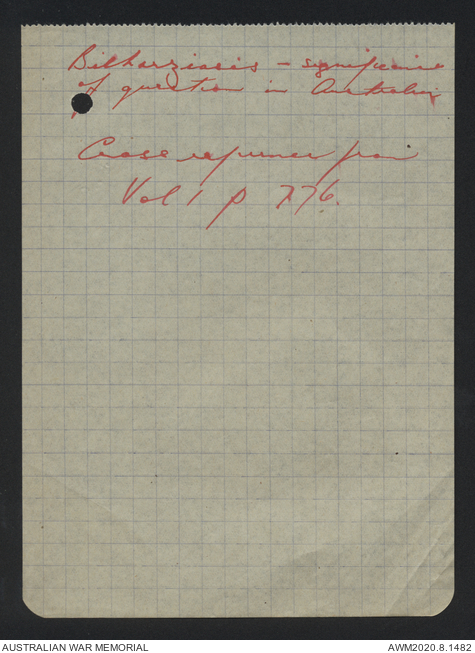 Bilharziasis - significance
of question in Australia
Cross reference from
Vol 1 p 776.
AUSTRALIAN WAR MEMORIAL
AWM2020.8.1482